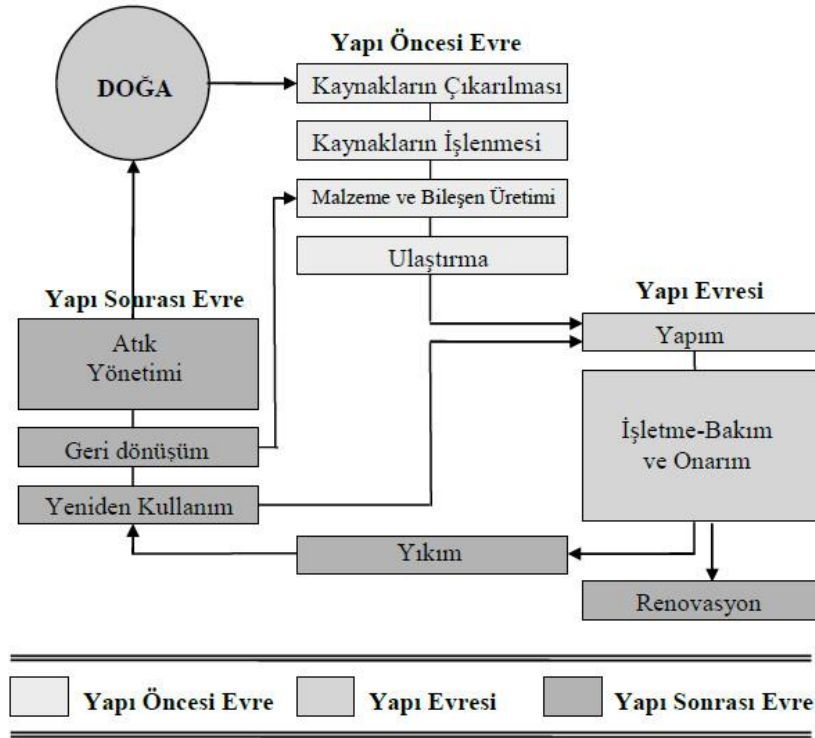 DOĞA
Yapı Öncesi Evre
Kaynakların Çıkarılması
Kaynakların İşlenmesi
Malzeme ve Bileşen Üretimi
Ulaştırma
Yapı Sonrası Evre
Atık
Yönetimi
Geri dönüşüm
Yeniden Kullanım
Yapı Evresi
Yapım
İşletme-Bakım
ve Onarım
Yıkım
Renovasyon
Yapı Öncesi Evre
Yapı Evresi
Yapı Sonrası Evre